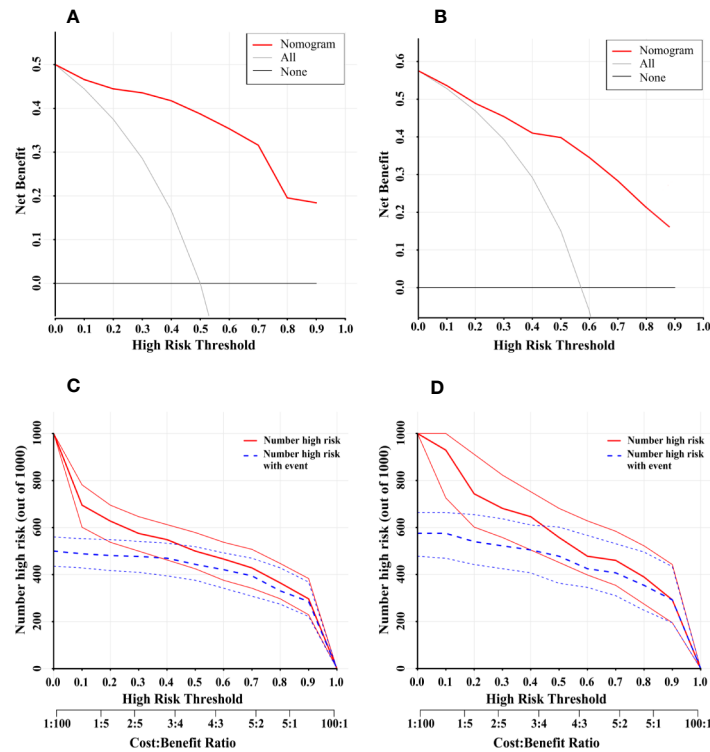 A
Nomogram
All
None
Net Benefit
0.5
0.4
0.3
0.2
0.1
0.0
0.0 0.1 0.2 0.3 0.4 0.5 0.6 0.7 0.8 0.9 1.0
High Risk Threshold
B
Nomogram
All
None
Net Benefit
0.6
0.5
0.4
0.3
0.2
0.1
0.0
0.0 0.1 0.2 0.3 0.4 0.5 0.6 0.7 0.8 0.9 1.0
High Risk Threshold
C
Number high risk
Number high risk
with event
Number high risk (out of 1000)
1000
800
600
400
200
0
0.0 0.1 0.2 0.3 0.4 0.5 0.6 0.7 0.8 0.9 1.0
High Risk Threshold
1:100 1:5 2:5 3:4 4:3 5:2 5:1 100:1
Cost:Benefit Ratio
D
Number high risk
Number high risk
with event
Number high risk (out of 1000)
1000
800
600
400
200
0
0.0 0.1 0.2 0.3 0.4 0.5 0.6 0.7 0.8 0.9 1.0
High Risk Threshold
1:100 1:5 2:5 3:4 4:3 5:2 5:1 100:1
Cost:Benefit Ratio